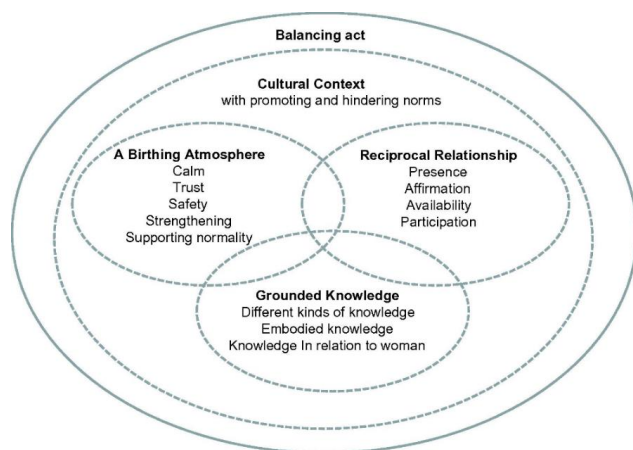 Balancing act
Cultural Context
with promoting and hindering norms
A Birthing Atmosphere
Calm
Trust
Safety
Strengthening
Supporting normality
Reciprocal Relationship
Presence
Affirmation
Availability
Participation
Grounded Knowledge
Different kinds of knowledge
Embodied knowledge
Knowledge In relation to woman